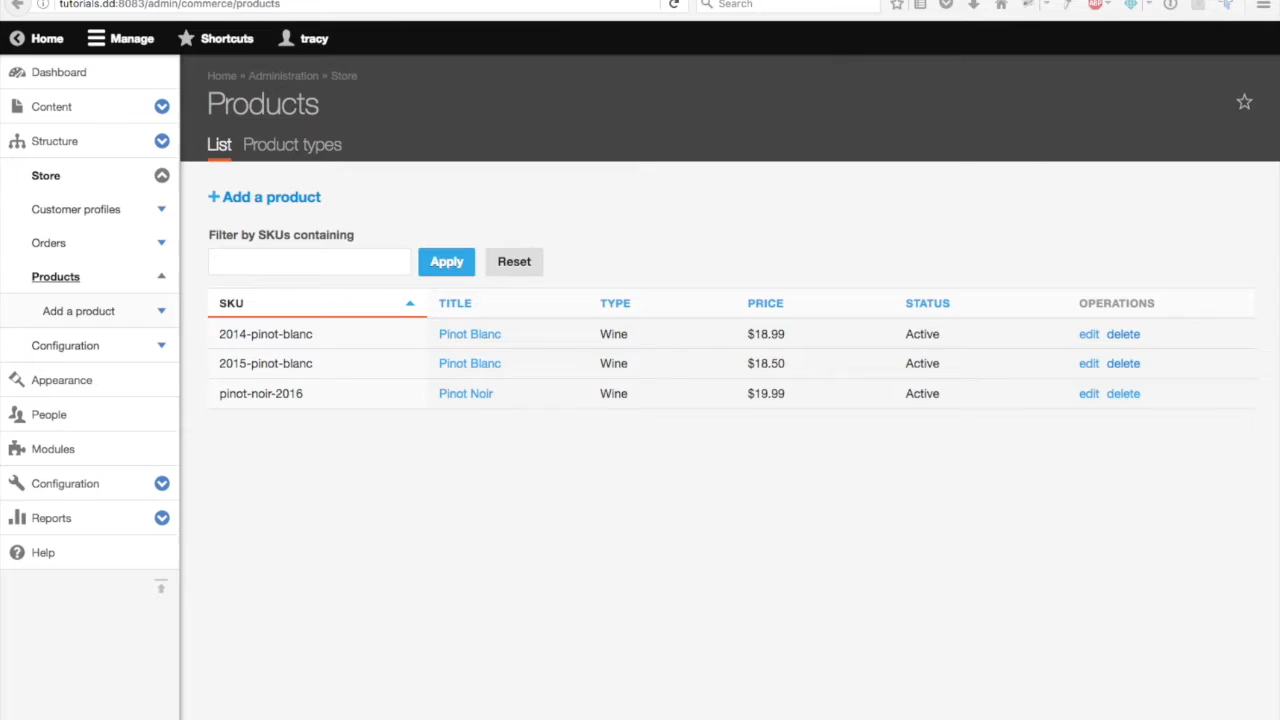 tutorials.dd:8083/admin/commerce/products
Search
ABP
Home Manage Shortcuts tracy
Dashboard
Content
Structure
Store
Customer profiles
Orders
Products
Add a product
Configuration
Appearance
People
Modules
Configuration
Reports
Help
Home » Administration » Store
Products
List Product types
+ Add a product
Filter by SKUs containing
Apply Reset
SKU TITLE TYPE PRICE STATUS OPERATIONS
2014-pinot-blanc Pinot Blanc Wine $18.99 Active edit delete
2015-pinot-blanc Pinot Blanc Wine $18.50 Active edit delete
pinot-noir-2016 Pinot Noir Wine $19.99 Active edit delete